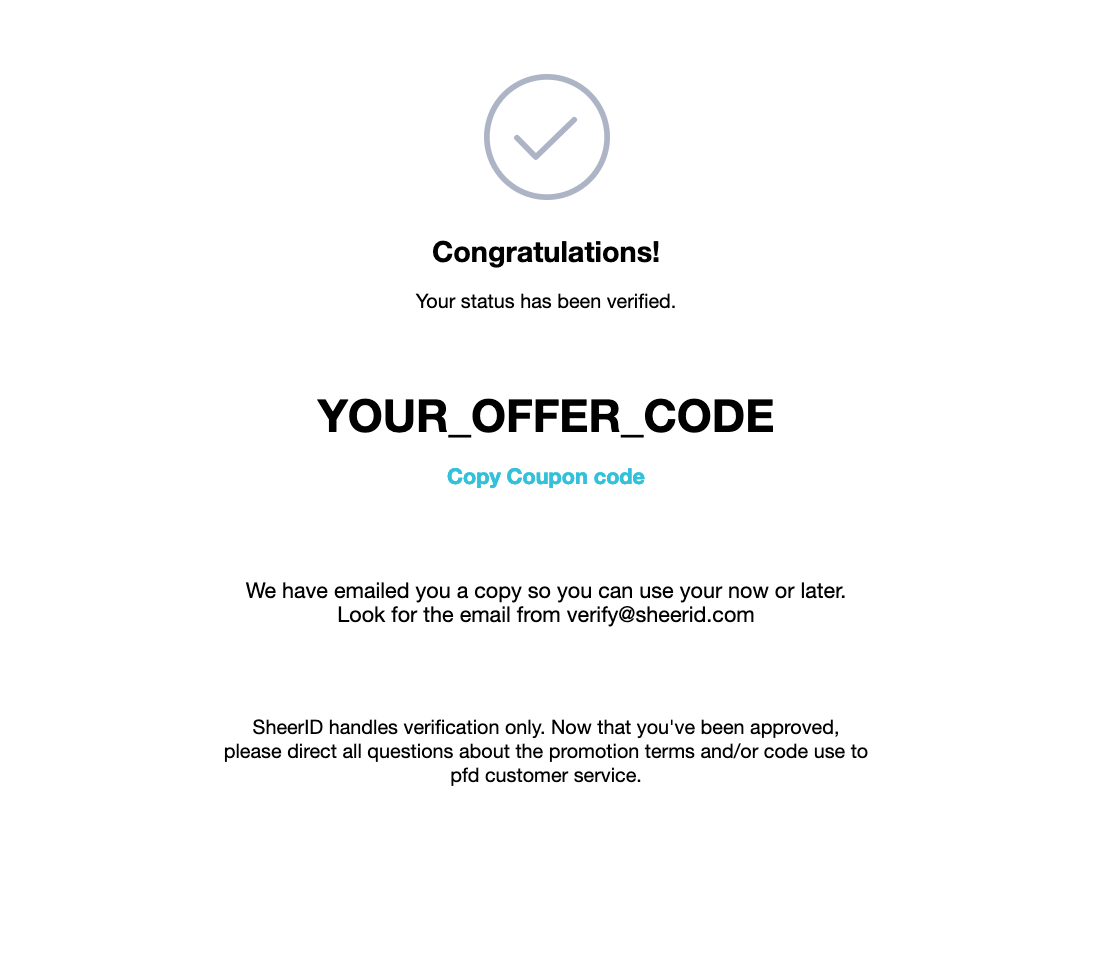 Congratulations!
Your status has been verified.
YOUR_OFFER_CODE
Copy Coupon code
We have emailed you a copy so you can use your now or later.
Look for the email from verify@sheerid.com
SheerID handles verification only. Now that you've been approved,
please direct all questions about the promotion terms and/or code use to
pfd customer service.